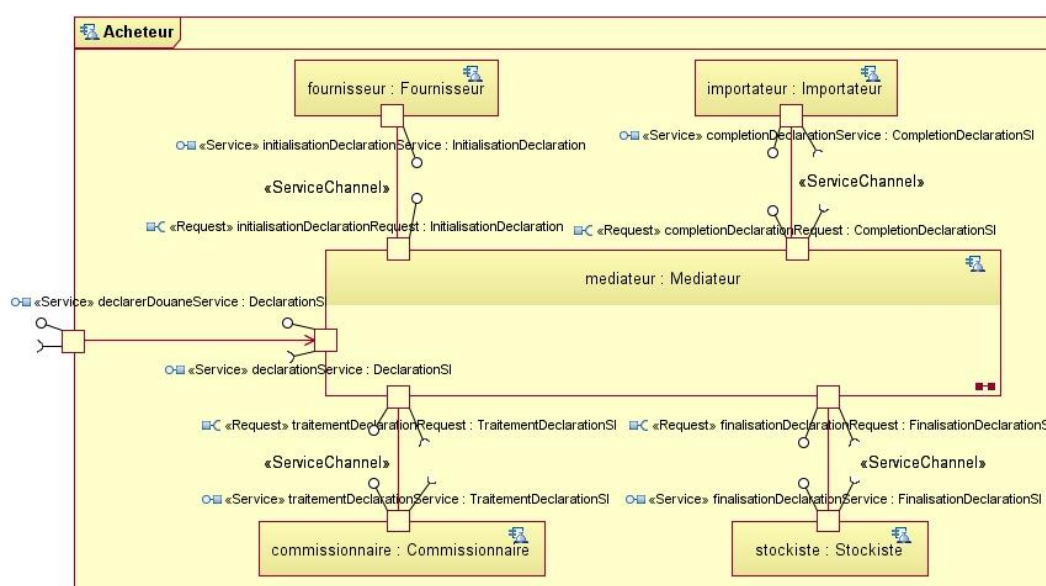 Acheteur
fournisseur : Fournisseur
importateur : Importateur
«Service» completionDeclarationService : CompletionDeclarationSI
«Service» initialisationDeclarationService : InitialisationDeclaration
«ServiceChannel»
«ServiceChannel»
«Request» initialisationDeclarationRequest : InitialisationDeclaration
«Request» completionDeclarationRequest : CompletionDeclarationSI
mediateur : Mediateur
«Service» declarerDouaneService : DeclarationSI
«Service» declarationService : DeclarationSI
«Request» traitementDeclarationRequest : TraitementDeclarationSI
«Request» finalisationDeclarationRequest : FinalisationDeclarationS
«ServiceChannel»
«ServiceChannel»
«Service» traitementDeclarationService : TraitementDeclarationSI
«Service» finalisationDeclarationService : FinalisationDeclarationSI
commissionnaire : Commissionnaire
stockiste : Stockiste